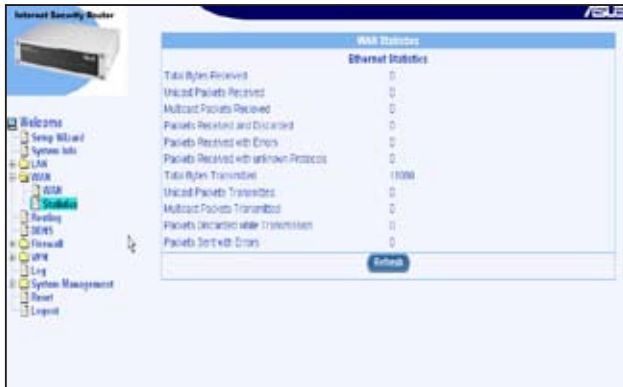 Internet Security Router
/ASUS
WAN Statistics
Ethernet Statistics
Total Bytes Received 0
Unicast Packets Received 0
Multicast Packets Received 0
Packets Received and Discarded 0
Packets Received with Errors 0
Packets Received with unknown Protocols 0
Total Bytes Transmitted
Unicast Packets Transmitted 0
Multicast Packets Transmitted 0
Packets Discarded while Transmission 0
Packets Sent with Errors 0
Refresh
Welcome
Setup Wizard
System Info
LAN
WAN
WAN
Statistics
Routing
DDNS
Firewall
VPN
Log
System Management
Reset
Logout